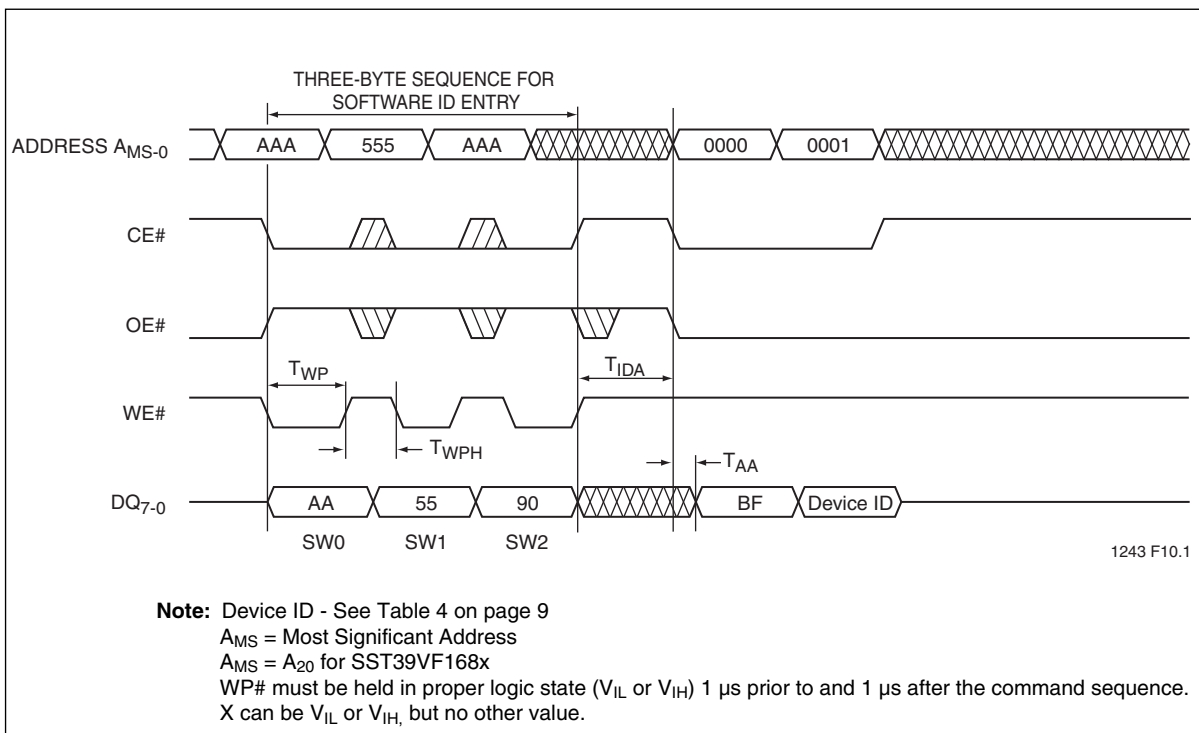 THREE-BYTE SEQUENCE FOR
SOFTWARE ID ENTRY
ADDRESS AMS-0
AAA 555 AAA 0000 0001
CE#
OE#
TWP TIDA
WE#
TWPH
TAA
DQ7-0
AA 55 90 BF Device ID
SW0 SW1 SW2
1243 F10.1
Note: Device ID - See Table 4 on page 9
AMS = Most Significant Address
AMS = A20 for SST39VF168x
WP# must be held in proper logic state (VIL or VIH) 1 µs prior to and 1 µs after the command sequence.
X can be VIL or VIH, but no other value.